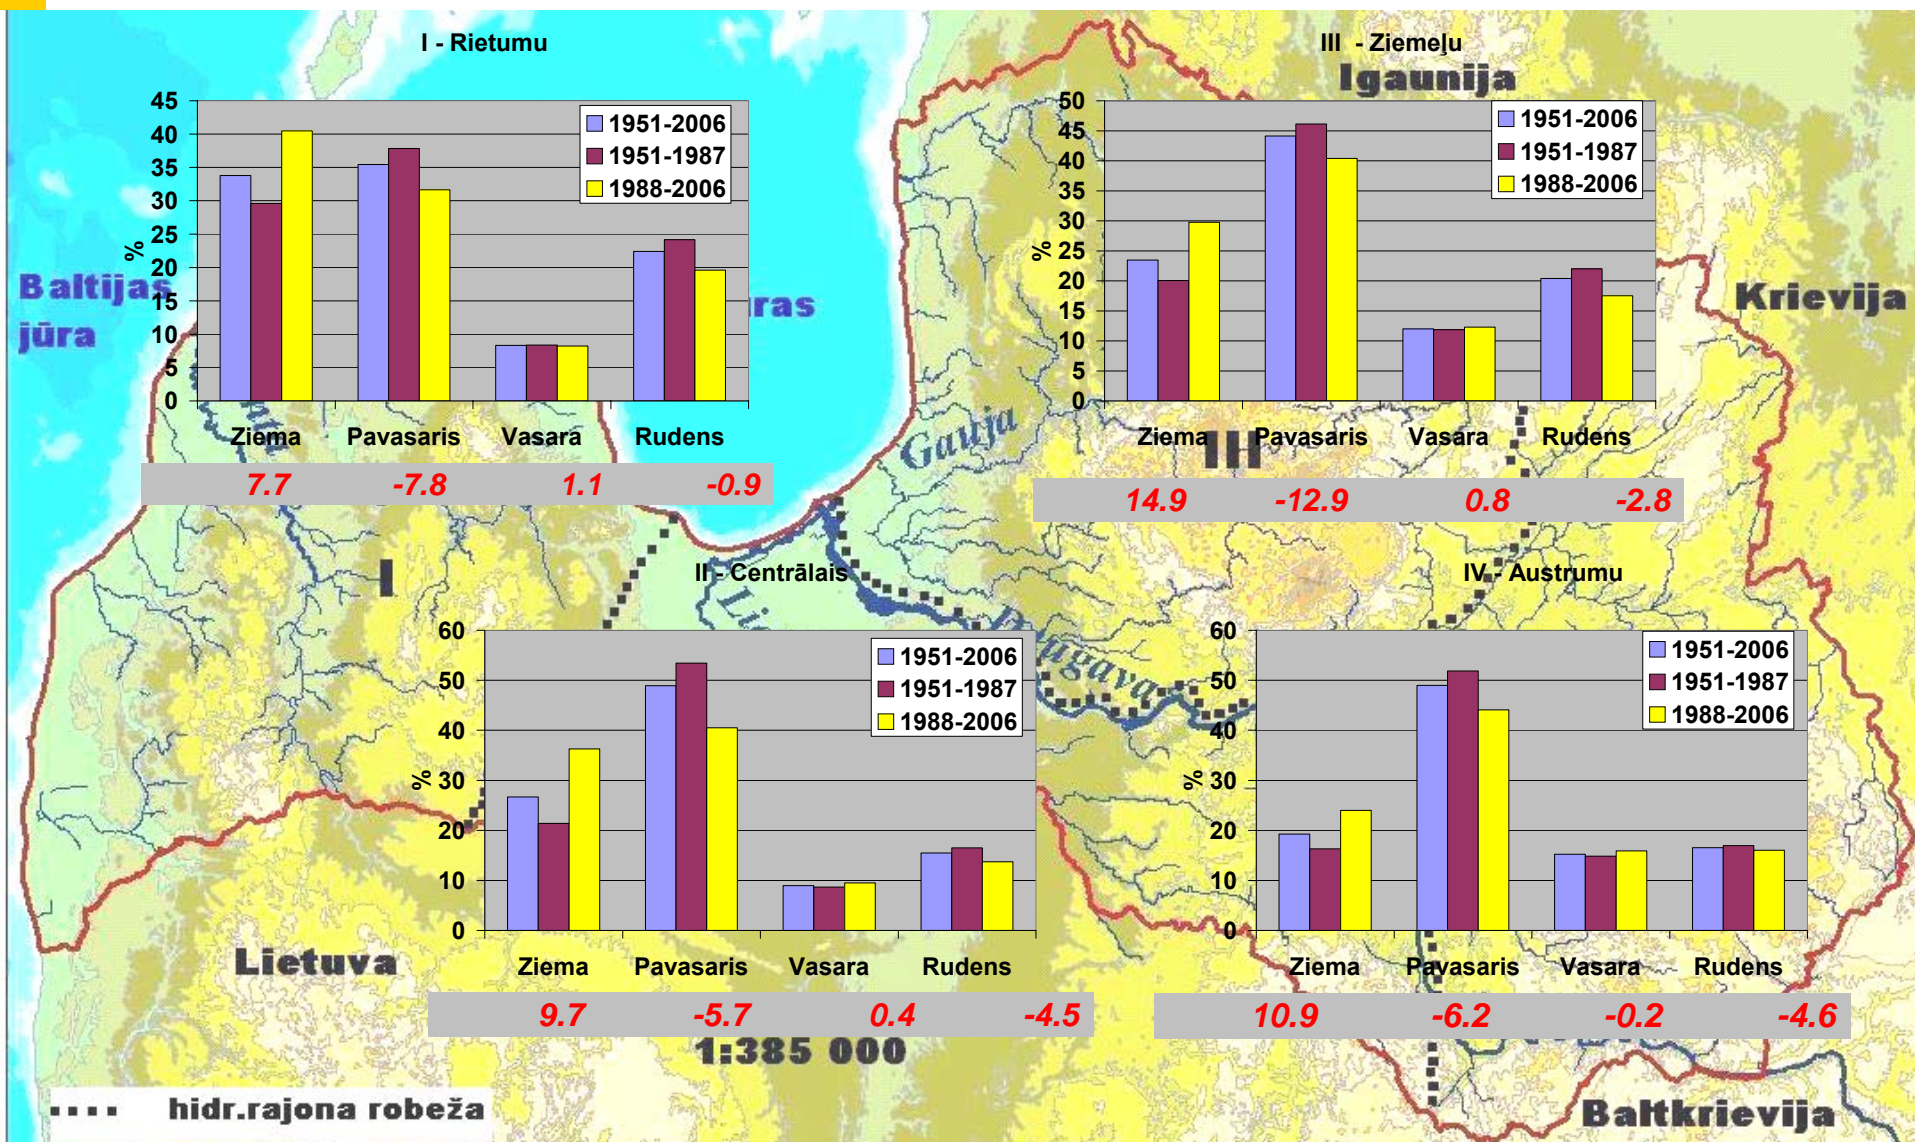 I - Rietumu
45
40
35
30
25
20
15
10
5
0
%
1951-2006
1951-1987
1988-2006
Ziema Pavasaris Vasara Rudens
7.7 -7.8 1.1 -0.9
III - Ziemeļu
Igaunija
50
45
40
35
30
25
20
15
10
5
0
%
1951-2006
1951-1987
1988-2006
Ziema Pavasaris Vasara Rudens
III
14.9 -12.9 0.8 -2.8
Baltijas
jūra
Krievija
Gauja
I
II - Centrālais
60
50
40
30
20
10
0
%
1951-2006
1951-1987
1988-2006
Ziema Pavasaris Vasara Rudens
9.7 -5.7 0.4 -4.5
IV - Austrumu
60
50
40
30
20
10
0
%
1951-2006
1951-1987
1988-2006
Ziema Pavasaris Vasara Rudens
10.9 -6.2 -0.2 -4.6
Daugava
Lietuva
1:385 000
hidr.rajona robeža
Baltkrievija